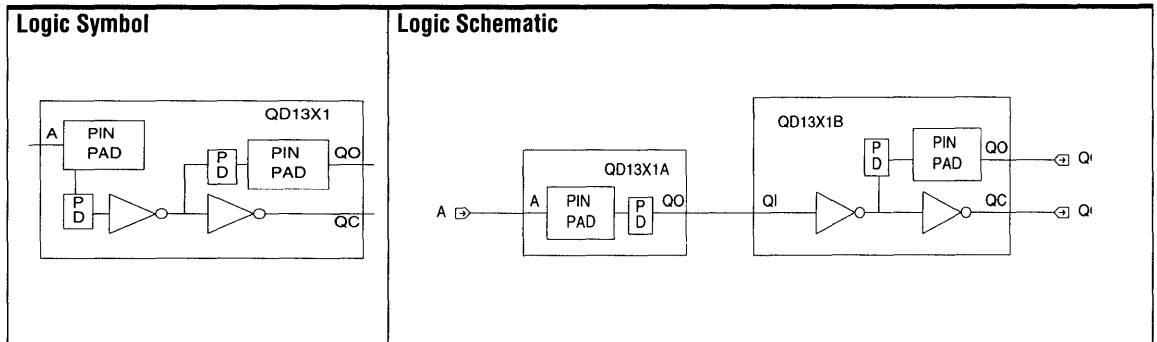 Logic Symbol
QD13X1
A
PIN
PAD
P
D
P
D
PIN
PAD
QO
QC
Logic Schematic
A
QD13X1A
A
PIN
PAD
P
D
QO
QD13X1B
QI
P
D
PIN
PAD
QO
QC